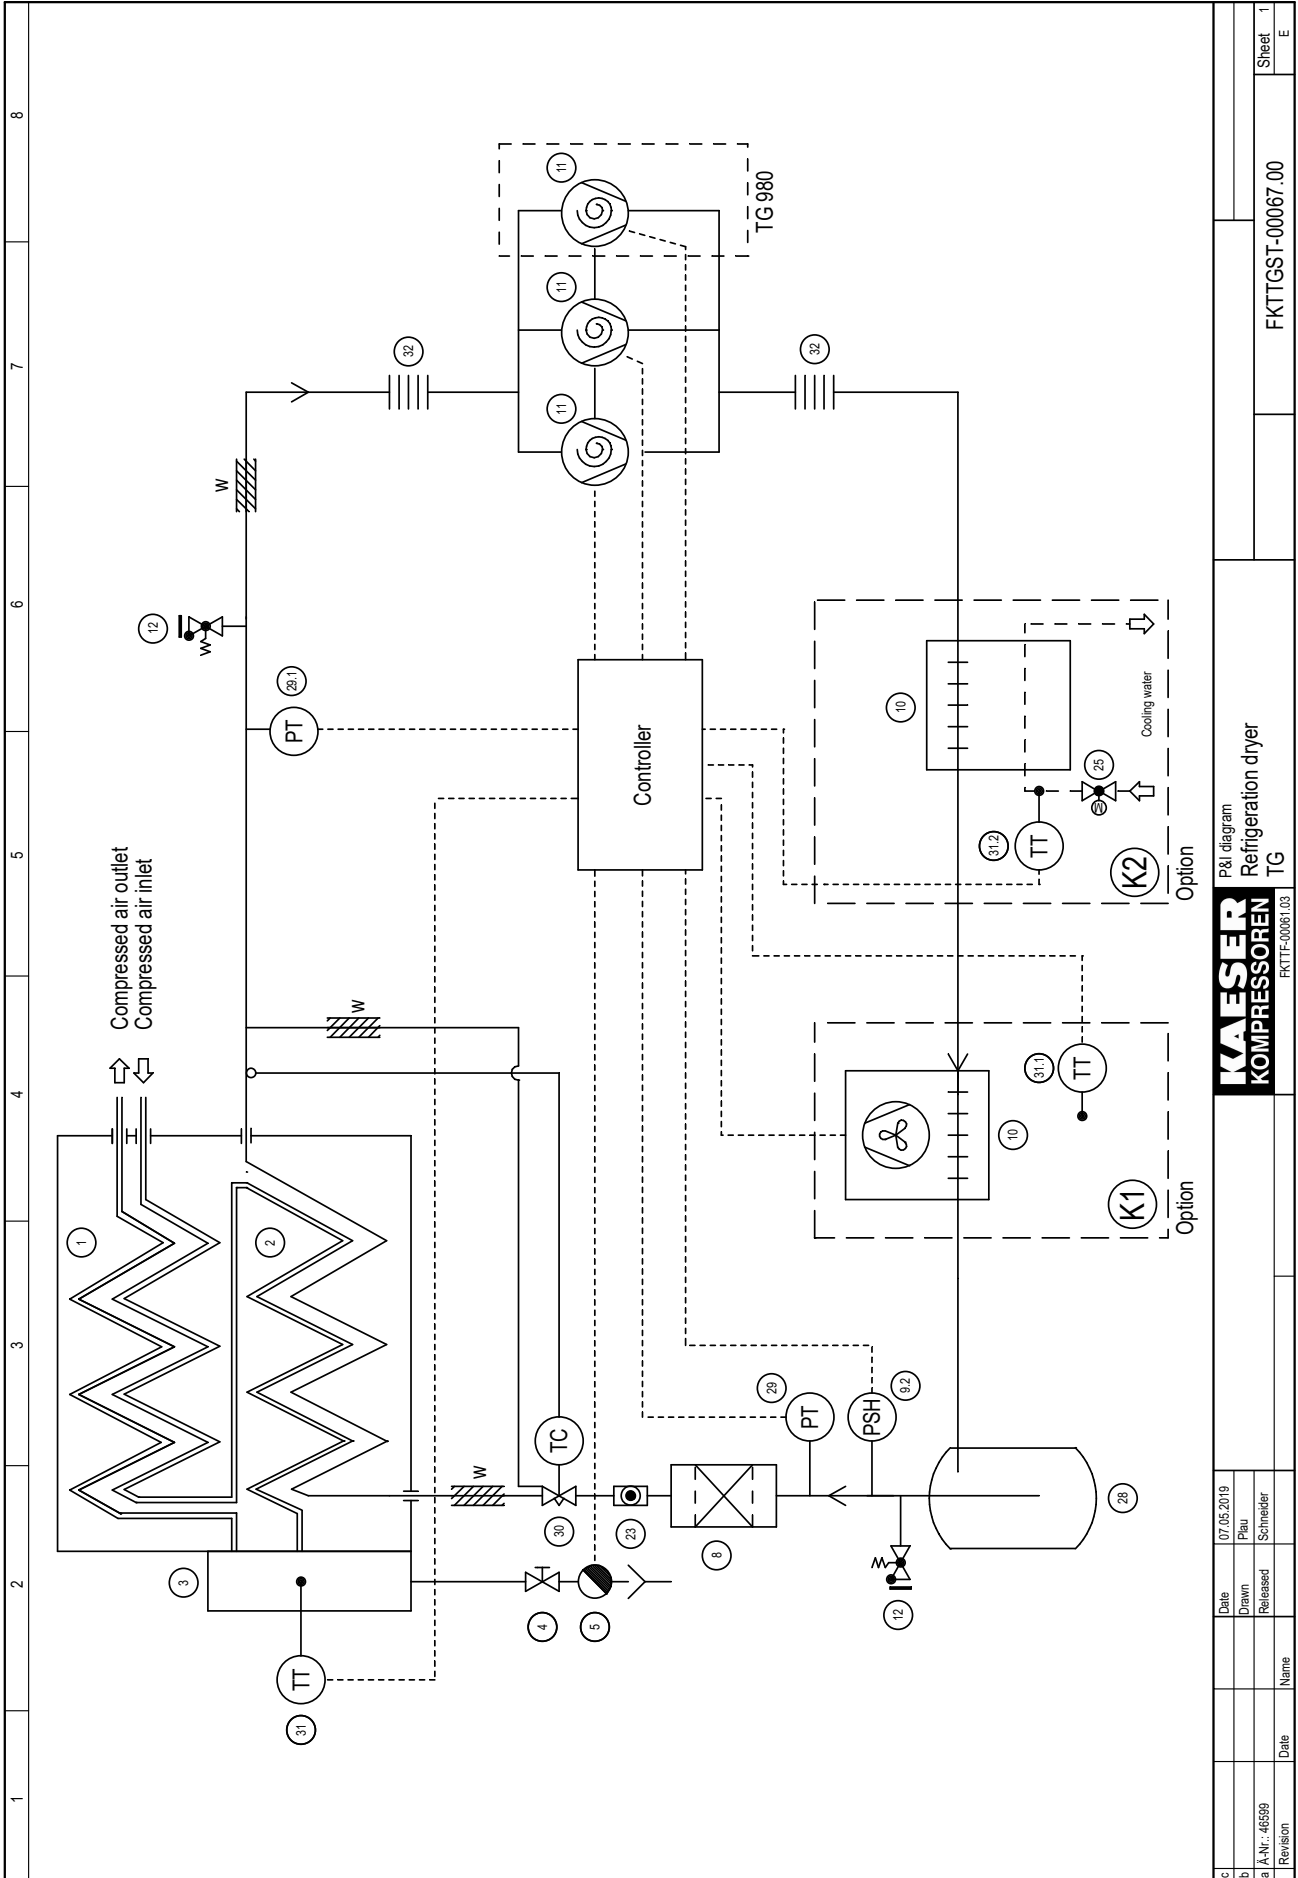 1
2
3
4
5
6
7
8
Compressed air outlet
Compressed air inlet
1
2
3
TT
31
4
5
W
TC
30
23
8
W
PT
29.1
12
W
32
11
11
11
TG 980
32
Controller
PT
29
PSH
9.2
12
28
10
TT
31.1
K1
Option
10
TT
31.2
25
Cooling water
K2
Option
c
b
a
Ä-Nr.: 46599
Revision
Date
Name
Date
07.05.2019
Drawn
Plau
Released
Schneider
KAESER
KOMPRESSOREN
FKTTF-00061.03
P&I diagram
Refrigeration dryer
TG
FKTTGST-00067.00
Sheet 1
E